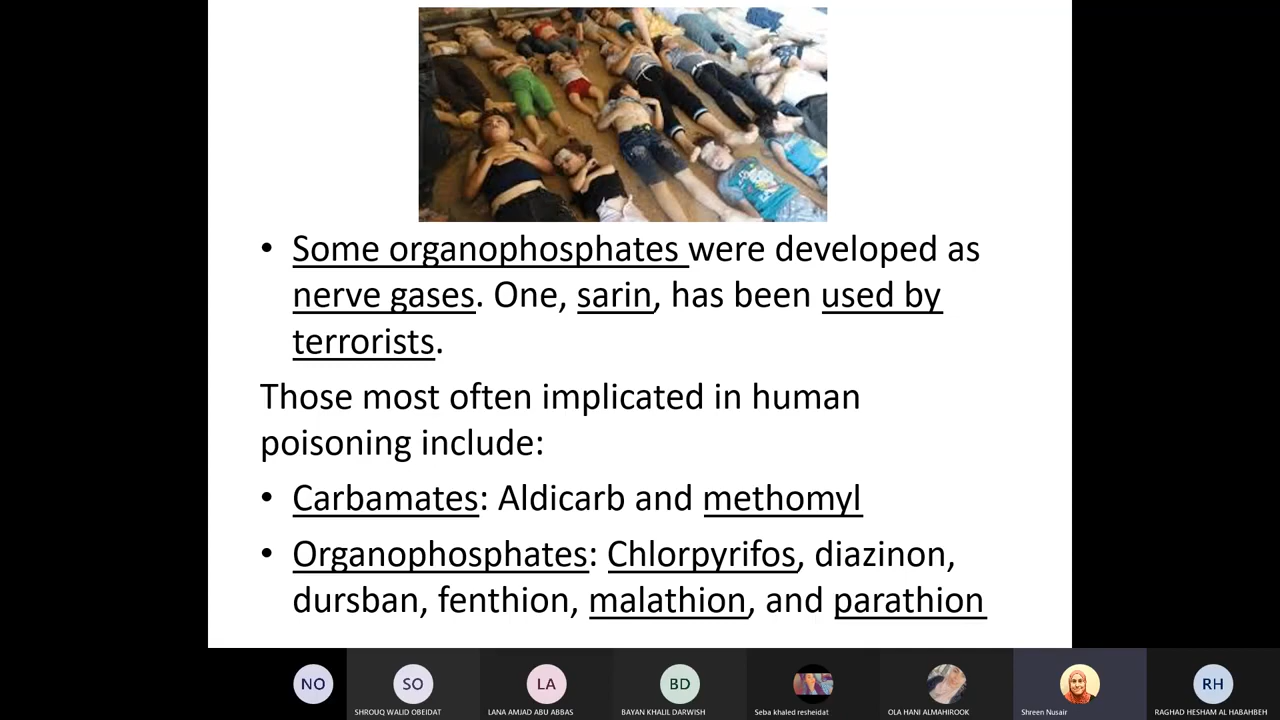 • Some organophosphates were developed as
nerve gases. One, sarin, has been used by
terrorists.
Those most often implicated in human
poisoning include:
• Carbamates: Aldicarb and methomyl
• Organophosphates: Chlorpyrifos, diazinon,
dursban, fenthion, malathion, and parathion
NO SO LA BD RH
SHROUQ WALID OBEIDAT LANA AMJAD ABU ABBAS BAYAN KHALIL DARWISH Seba khaled resheidat OLA HANI ALMAHIROOK Shreen Nusair RAGHAD HESHAM AL HABAHBEH